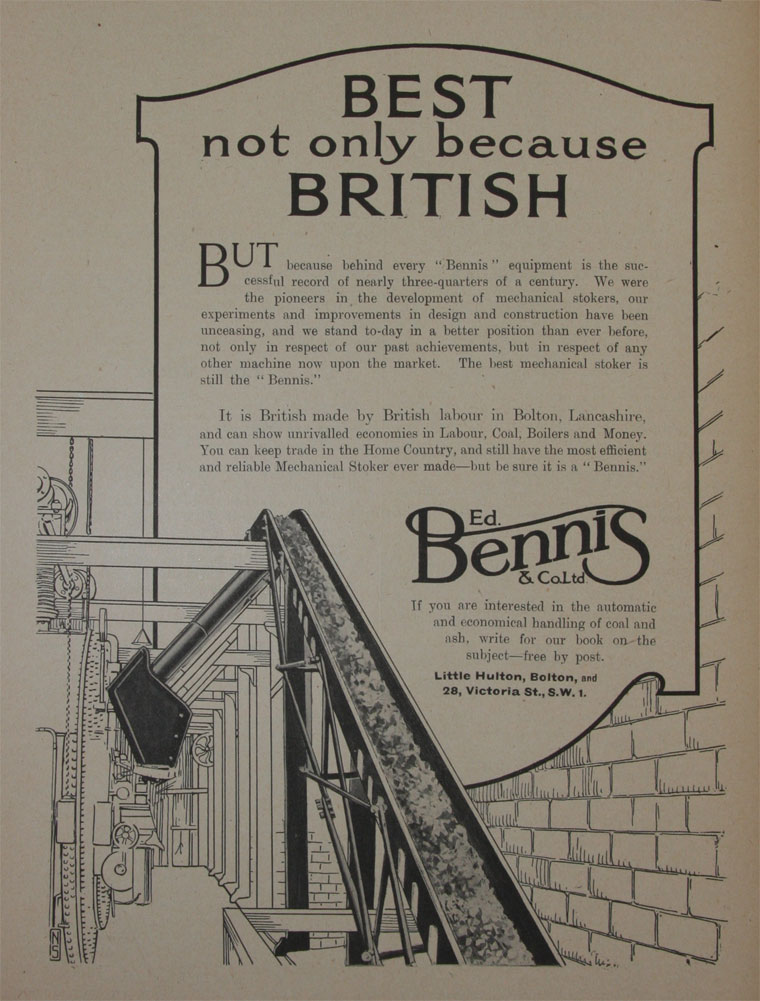 BEST
not only because
BRITISH
BUT because behind every "Bennis" equipment is the suc-
cessful record of nearly three-quarters of a century. We were
the pioneers in the development of mechanical stokers, our
experiments and improvements in design and construction have been
unceasing, and we stand to-day in a better position than ever before,
not only in respect of our past achievements, but in respect of any
other machine now upon the market. The best mechanical stoker is
still the "Bennis."
It is British made by British labour in Bolton, Lancashire,
and can show unrivalled economies in Labour, Coal, Boilers and Money.
You can keep trade in the Home Country, and still have the most efficient
and reliable Mechanical Stoker ever made—but be sure it is a "Bennis."
Ed.
Bennis
& Co. Ltd
If you are interested in the automatic
and economical handling of coal and
ash, write for our book on the
subject—free by post.
Little Hulton, Bolton, and
28, Victoria St., S.W. 1.
NS